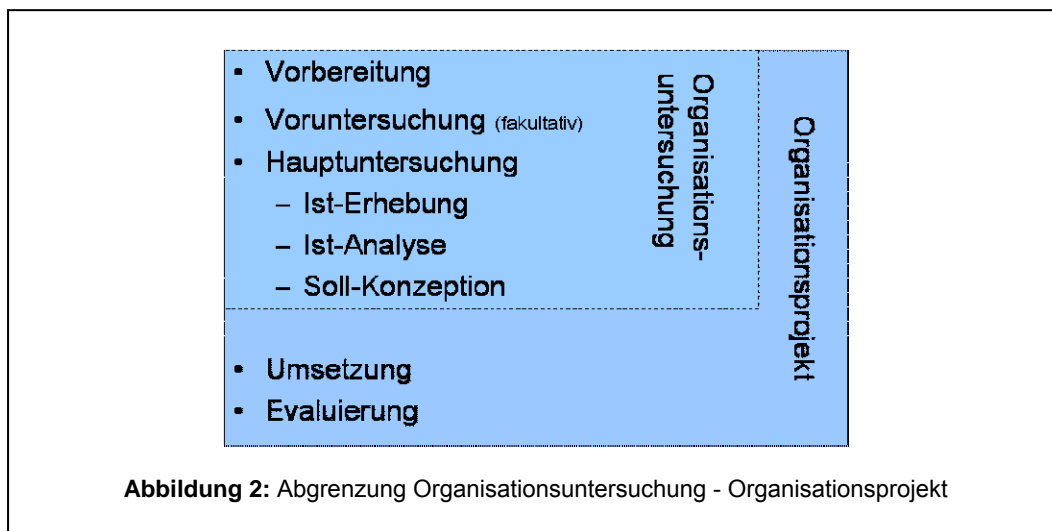 • Vorbereitung
• Voruntersuchung (fakultativ)
• Hauptuntersuchung
– Ist-Erhebung
– Ist-Analyse
– Soll-Konzeption
Organisations-
untersuchung
• Umsetzung
• Evaluierung
Organisationsprojekt
Abbildung 2: Abgrenzung Organisationsuntersuchung - Organisationsprojekt